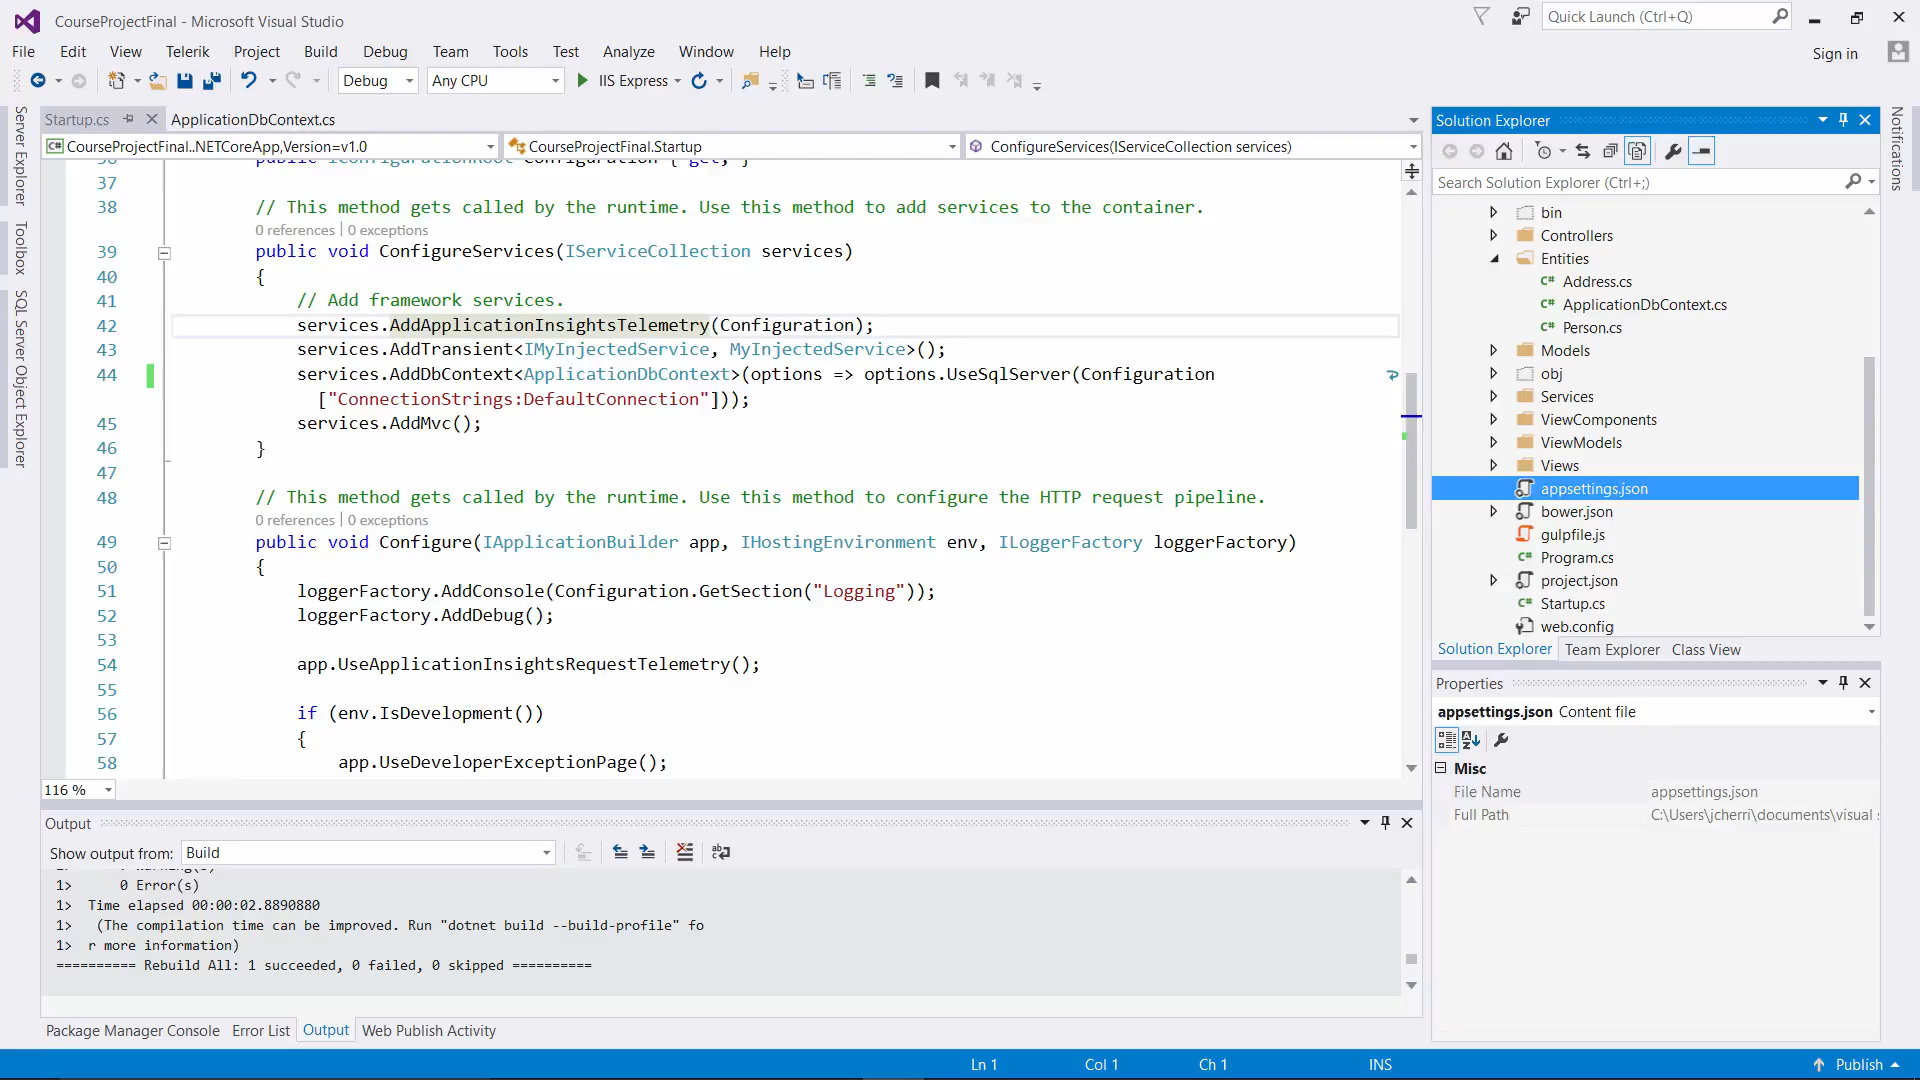 CourseProjectFinal - Microsoft Visual Studio
Quick Launch (Ctrl+Q)
File Edit View Telerik Project Build Debug Team Tools Test Analyze Window Help
Sign in
Debug Any CPU IIS Express
Server Explorer
Toolbox
SQL Server Object Explorer
Startup.cs ApplicationDbContext.cs
CourseProjectFinal..NETCoreApp,Version=v1.0 CourseProjectFinal.Startup ConfigureServices(IServiceCollection services)
36 public IConfigurationRoot Configuration { get; }
37
38 // This method gets called by the runtime. Use this method to add services to the container.
0 references | 0 exceptions
39 public void ConfigureServices(IServiceCollection services)
40 {
41 // Add framework services.
42 services.AddApplicationInsightsTelemetry(Configuration);
43 services.AddTransient<IMyInjectedService, MyInjectedService>();
44 services.AddDbContext<ApplicationDbContext>(options => options.UseSqlServer(Configuration
["ConnectionStrings:DefaultConnection"]));
45 services.AddMvc();
46 }
47
48 // This method gets called by the runtime. Use this method to configure the HTTP request pipeline.
0 references | 0 exceptions
49 public void Configure(IApplicationBuilder app, IHostingEnvironment env, ILoggerFactory loggerFactory)
50 {
51 loggerFactory.AddConsole(Configuration.GetSection("Logging"));
52 loggerFactory.AddDebug();
53
54 app.UseApplicationInsightsRequestTelemetry();
55
56 if (env.IsDevelopment())
57 {
58 app.UseDeveloperExceptionPage();
116 %
Output
Show output from: Build
1> 0 Error(s)
1> Time elapsed 00:00:02.8890880
1> (The compilation time can be improved. Run "dotnet build --build-profile" fo
1> r more information)
========== Rebuild All: 1 succeeded, 0 failed, 0 skipped ==========
Package Manager Console Error List Output Web Publish Activity
Solution Explorer
Search Solution Explorer (Ctrl+;)
bin
Controllers
Entities
C# Address.cs
C# ApplicationDbContext.cs
C# Person.cs
Models
obj
Services
ViewComponents
ViewModels
Views
appsettings.json
bower.json
gulpfile.js
C# Program.cs
project.json
C# Startup.cs
web.config
Solution Explorer Team Explorer Class View
Properties
appsettings.json Content file
Misc
File Name appsettings.json
Full Path C:\Users\jcherri\documents\visual
Notifications
Ln 1 Col 1 Ch 1 INS Publish